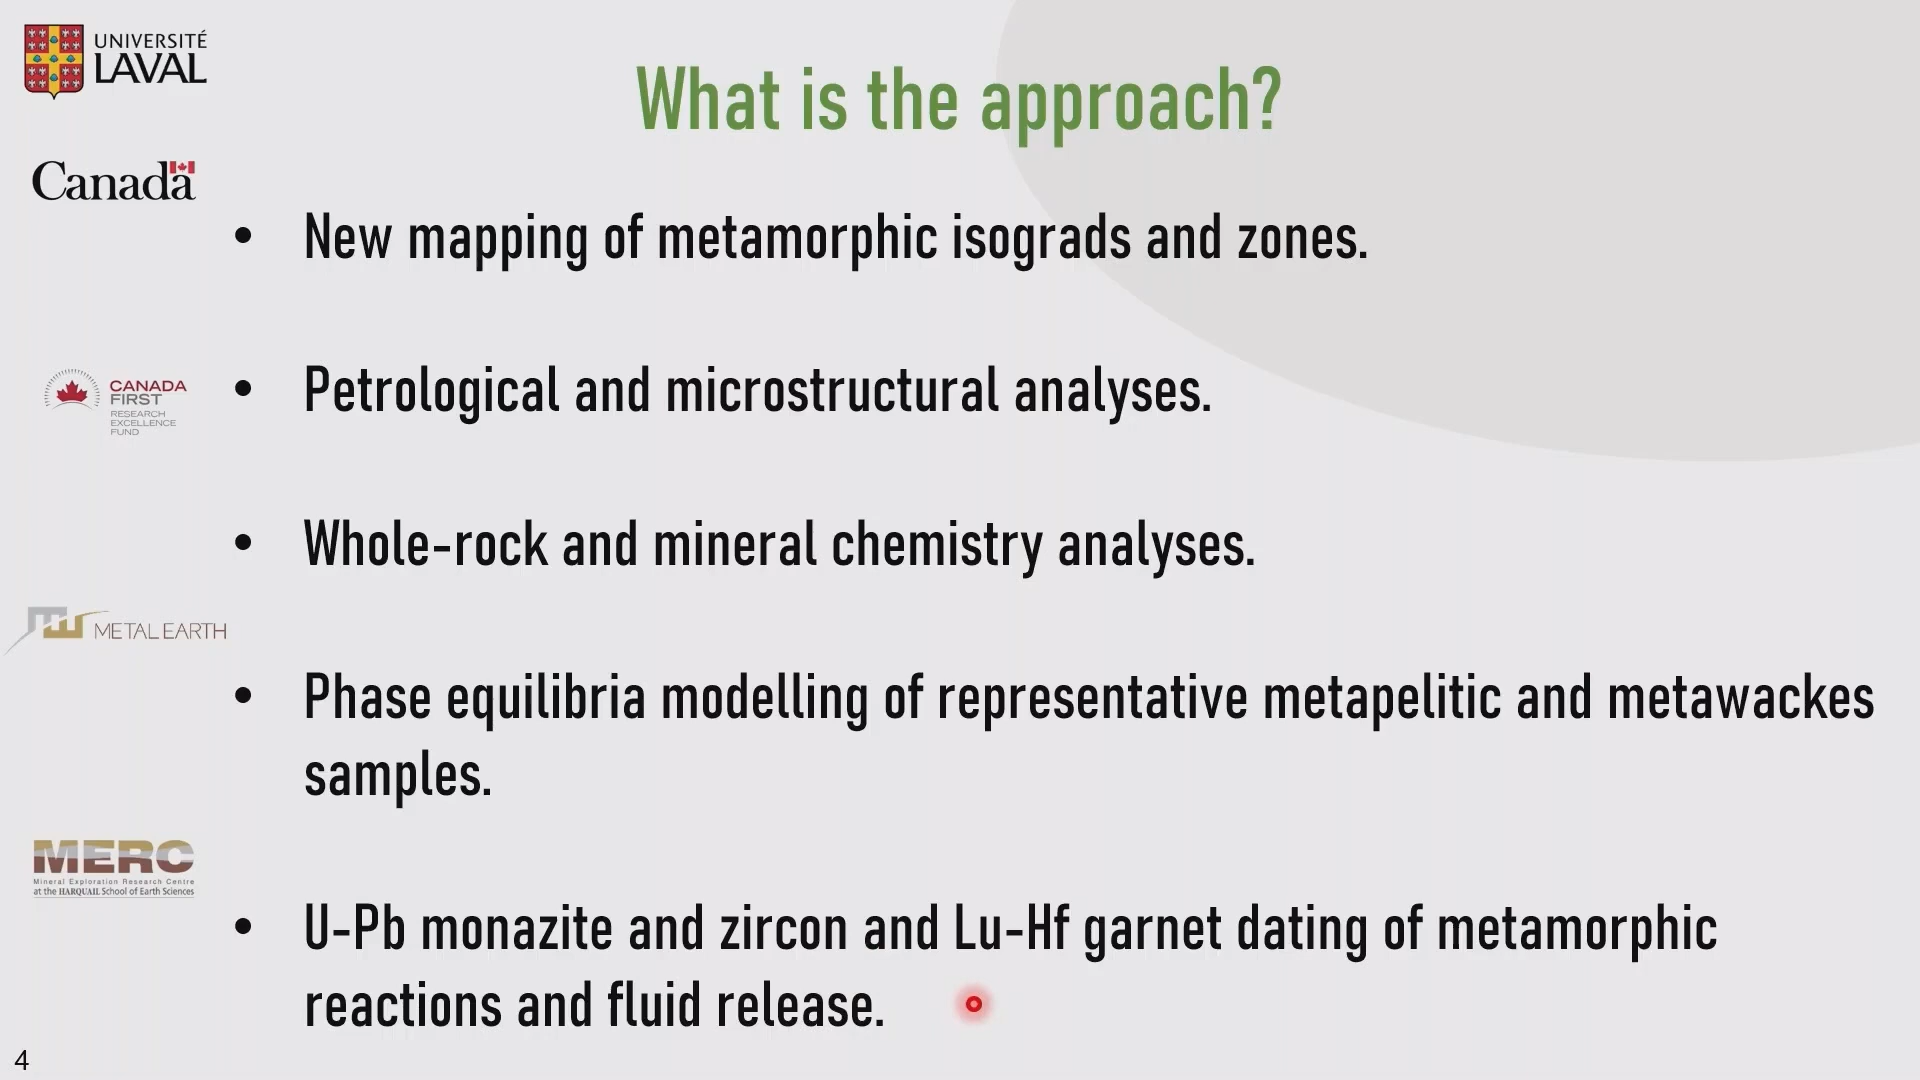 UNIVERSITÉ
LAVAL
What is the approach?
Canada
• New mapping of metamorphic isograds and zones.
CANADA
FIRST
RESEARCH
EXCELLENCE
FUND
• Petrological and microstructural analyses.
• Whole-rock and mineral chemistry analyses.
METAL EARTH
• Phase equilibria modelling of representative metapelitic and metawackes
samples.
MERC
Mineral Exploration Research Centre
at the HARQUAIL School of Earth Sciences
• U-Pb monazite and zircon and Lu-Hf garnet dating of metamorphic
reactions and fluid release.
4